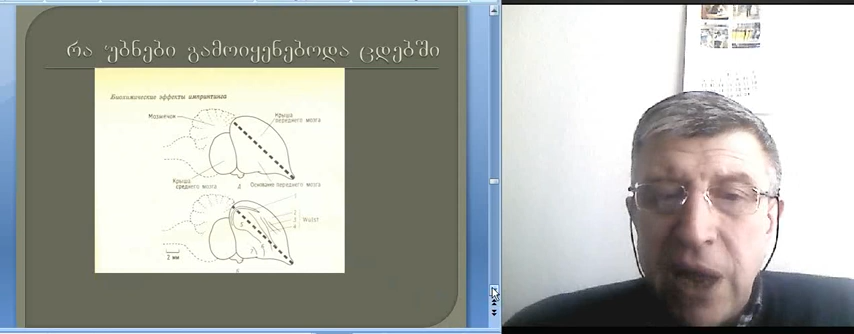 რა უბნები გამოიყენებოდა ცდებში
Биохимические эффекты импринтинга
Мозжечок
Крыша
переднего мозга
Крыша
среднего мозга
Основание переднего мозга
Wulst
2 мм